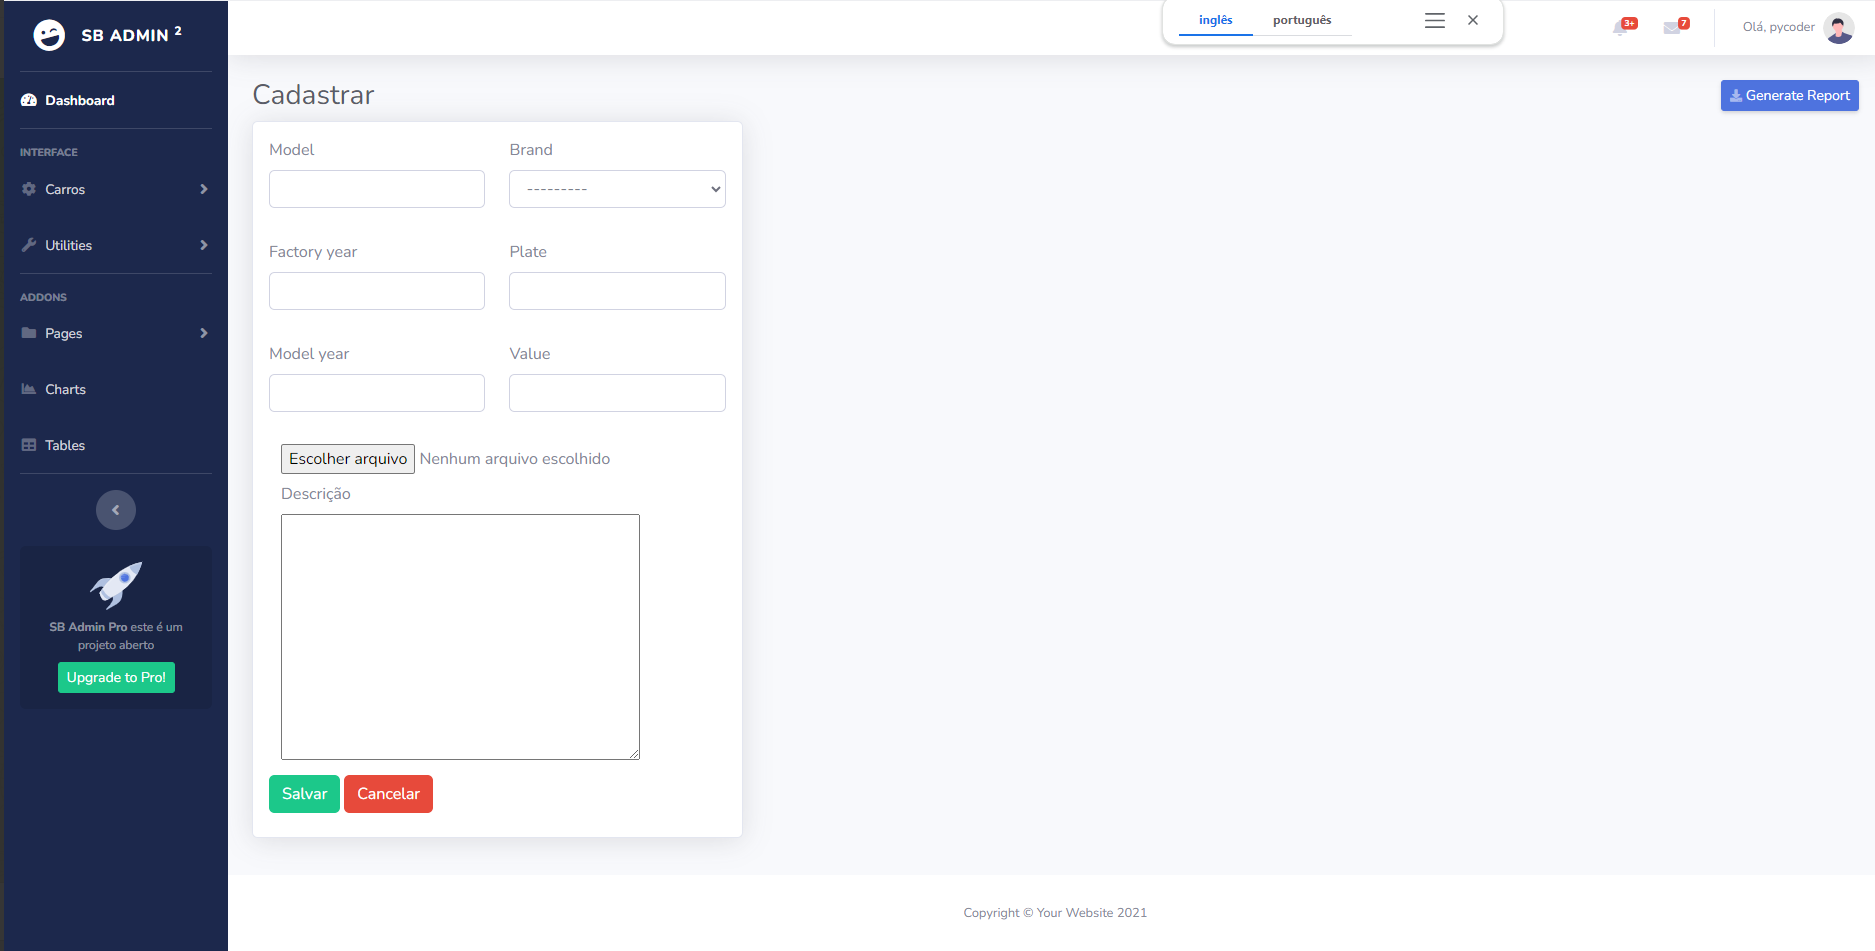 SB ADMIN 2
inglês português
3+ 7 Olá, pycoder
Dashboard
INTERFACE
Carros
Utilities
ADDONS
Pages
Charts
Tables
SB Admin Pro este é um
projeto aberto
Upgrade to Pro!
Cadastrar
Generate Report
Model Brand
---------
Factory year Plate
Model year Value
Escolher arquivo Nenhum arquivo escolhido
Descrição
Salvar Cancelar
Copyright © Your Website 2021